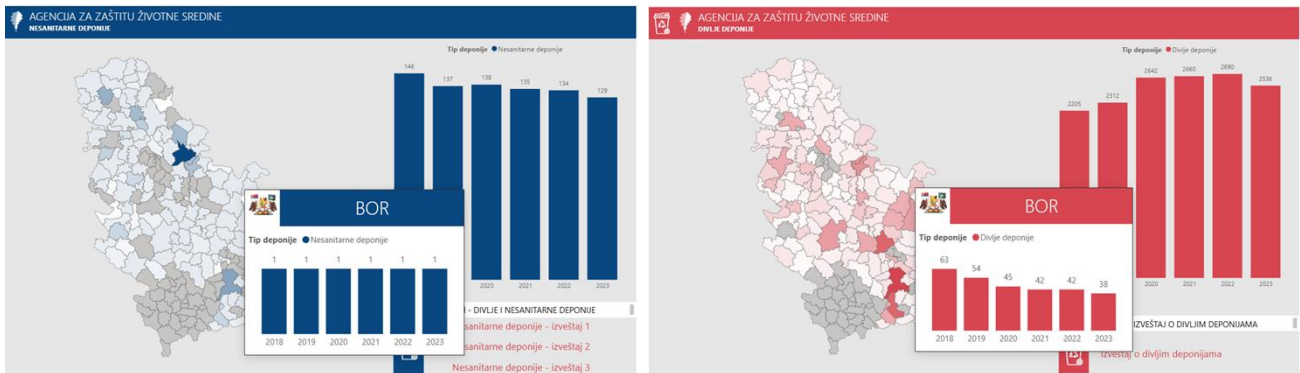 AGENCIJA ZA ZAŠTITU ŽIVOTNE SREDINE
NESANITARNE DEPONIJE
Tip deponije Nesanitarne deponije
146 137 138 135 134 129
BOR
Tip deponije Nesanitarne deponije
1 1 1 1 1 1
2018 2019 2020 2021 2022 2023
2020 2021 2022 2023
I - DIVLJE I NESANITARNE DEPONIJE
sanitarne deponije - izveštaj 1
sanitarne deponije - izveštaj 2
Nesanitarne deponije - izveštaj 3
AGENCIJA ZA ZAŠTITU ŽIVOTNE SREDINE
DIVLJE DEPONIJE
Tip deponije Divlje deponije
2205 2312 2642 2660 2690 2536
BOR
Tip deponije Divlje deponije
63 54 45 42 42 38
2018 2019 2020 2021 2022 2023
2020 2021 2022 2023
IZVEŠTAJ O DIVLJIM DEPONIJAMA
Izveštaj o divljim deponijama